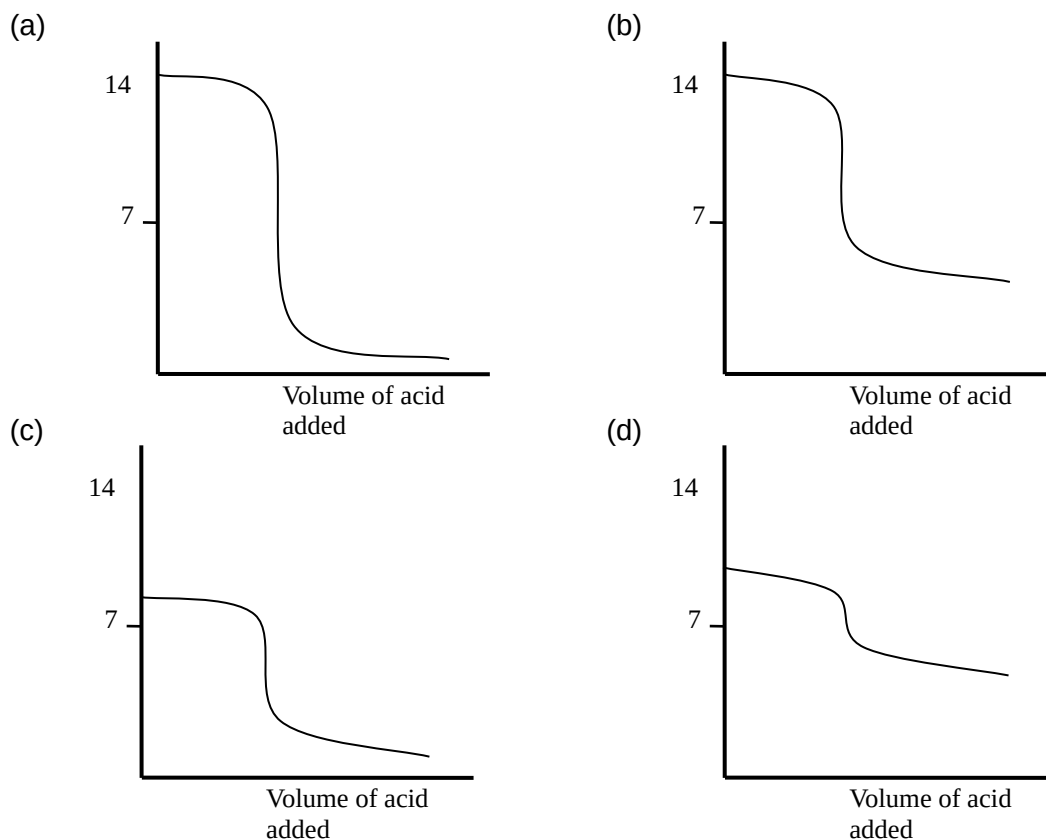 (a)
14
7
Volume of acid
added
(b)
14
7
Volume of acid
added
(c)
14
7
Volume of acid
added
(d)
14
7
Volume of acid
added